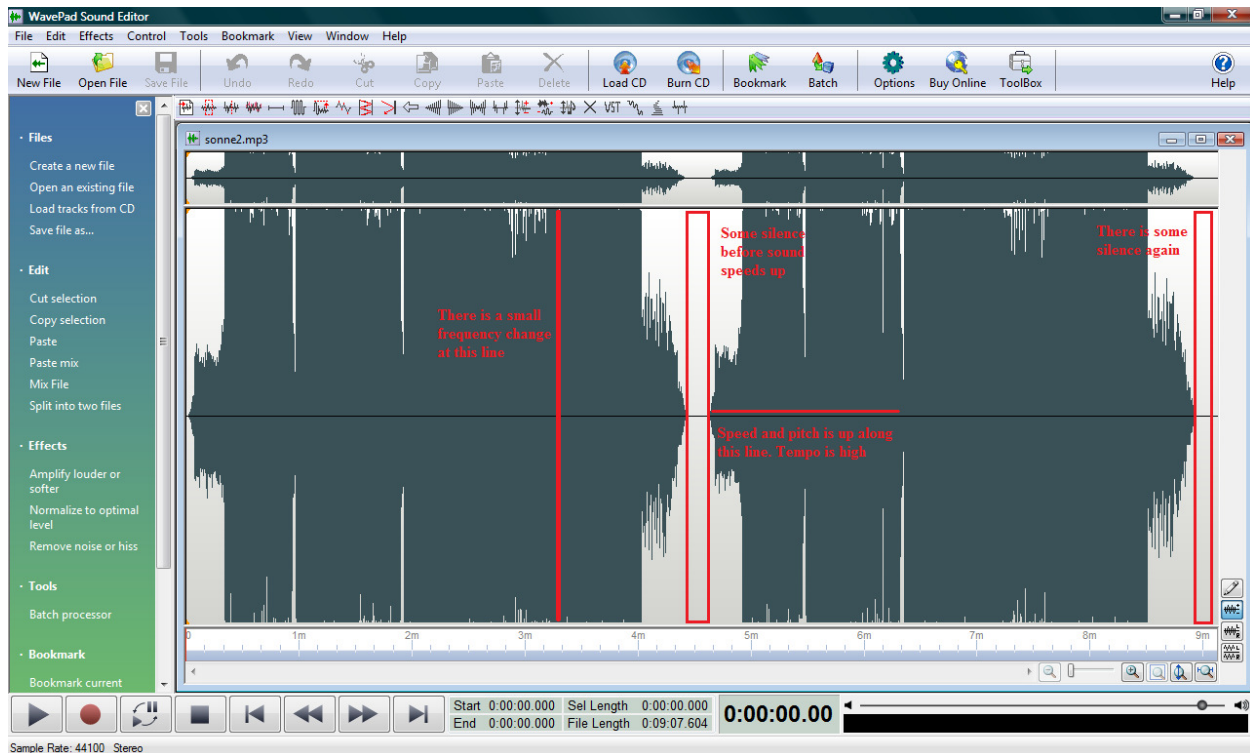 WavePad Sound Editor
File Edit Effects Control Tools Bookmark View Window Help
New File Open File Save File Undo Redo Cut Copy Paste Delete Load CD Burn CD Bookmark Batch Options Buy Online ToolBox Help
VST
sonne2.mp3
- Files
Create a new file
Open an existing file
Load tracks from CD
Save file as...
- Edit
Cut selection
Copy selection
Paste
Paste mix
Mix File
Split into two files
- Effects
Amplify louder or
softer
Normalize to optimal
level
Remove noise or hiss
- Tools
Batch processor
- Bookmark
Bookmark current
There is a small
frequency change
at this line
Some silence
before sound
speeds up
Speed and pitch is up along
this line. Tempo is high
There is some
silence again
0 1m 2m 3m 4m 5m 6m 7m 8m 9m
Start 0:00:00.000 Sel Length 0:00:00.000
End 0:00:00.000 File Length 0:09:07.604
0:00:00.00
Sample Rate: 44100 Stereo